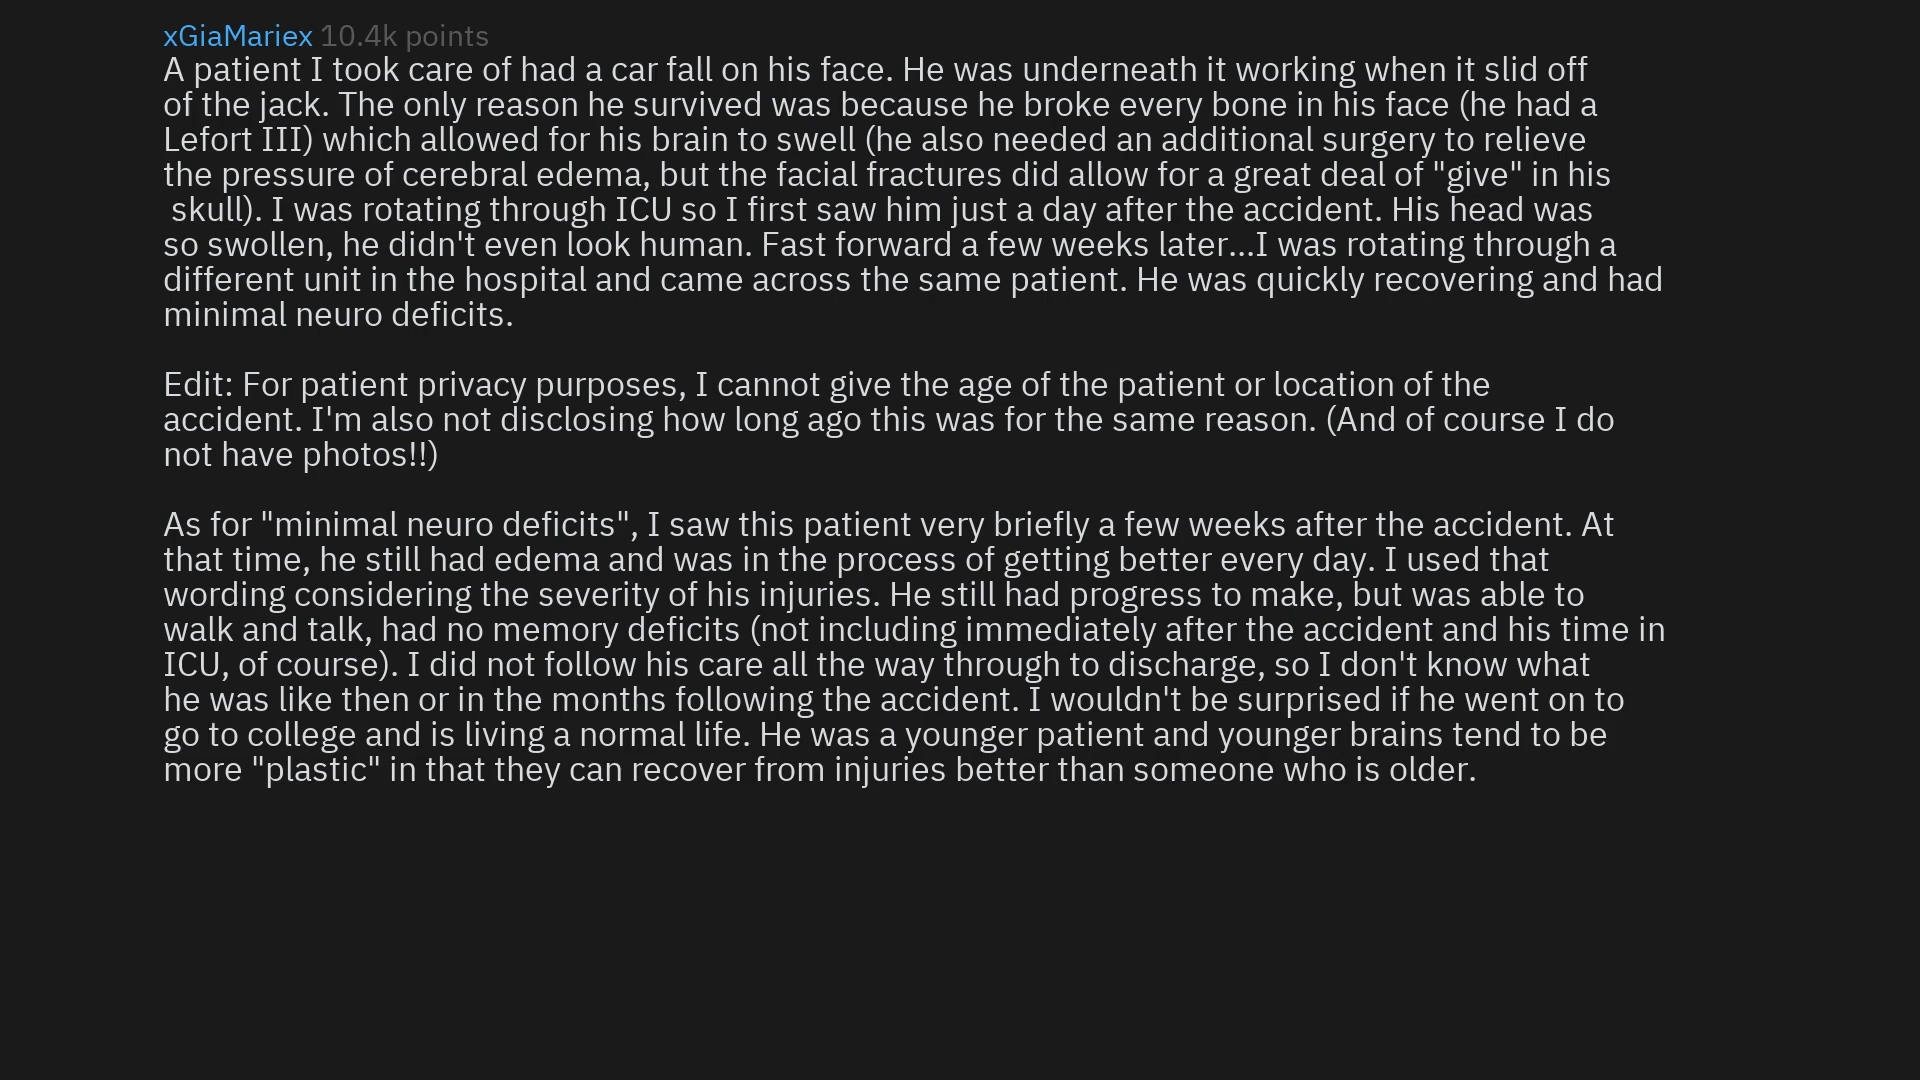 xGiaMariex 10.4k points
A patient I took care of had a car fall on his face. He was underneath it working when it slid off
of the jack. The only reason he survived was because he broke every bone in his face (he had a
Lefort III) which allowed for his brain to swell (he also needed an additional surgery to relieve
the pressure of cerebral edema, but the facial fractures did allow for a great deal of "give" in his
skull). I was rotating through ICU so I first saw him just a day after the accident. His head was
so swollen, he didn't even look human. Fast forward a few weeks later...I was rotating through a
different unit in the hospital and came across the same patient. He was quickly recovering and had
minimal neuro deficits.
Edit: For patient privacy purposes, I cannot give the age of the patient or location of the
accident. I'm also not disclosing how long ago this was for the same reason. (And of course I do
not have photos!!)
As for "minimal neuro deficits", I saw this patient very briefly a few weeks after the accident. At
that time, he still had edema and was in the process of getting better every day. I used that
wording considering the severity of his injuries. He still had progress to make, but was able to
walk and talk, had no memory deficits (not including immediately after the accident and his time in
ICU, of course). I did not follow his care all the way through to discharge, so I don't know what
he was like then or in the months following the accident. I wouldn't be surprised if he went on to
go to college and is living a normal life. He was a younger patient and younger brains tend to be
more "plastic" in that they can recover from injuries better than someone who is older.